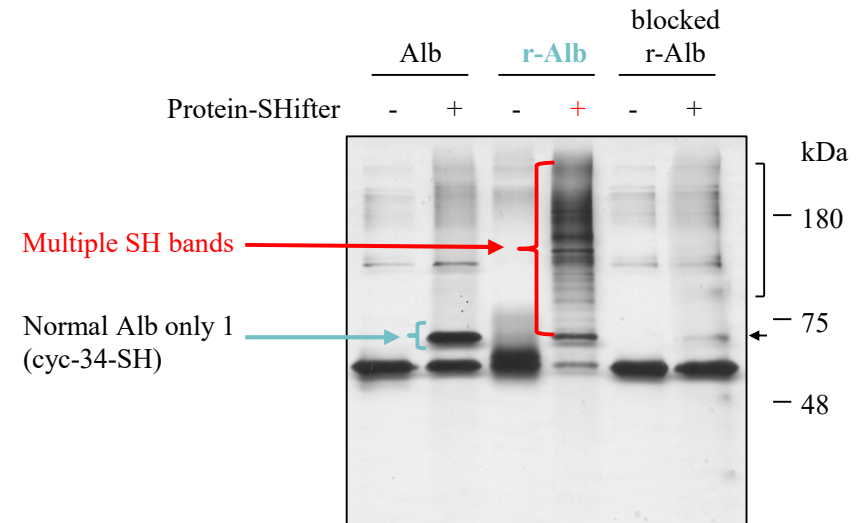 blocked
Alb r-Alb r-Alb
Protein-SHifter - + - + - +
kDa
180
Multiple SH bands
Normal Alb only 1
(cyc-34-SH)
75
48